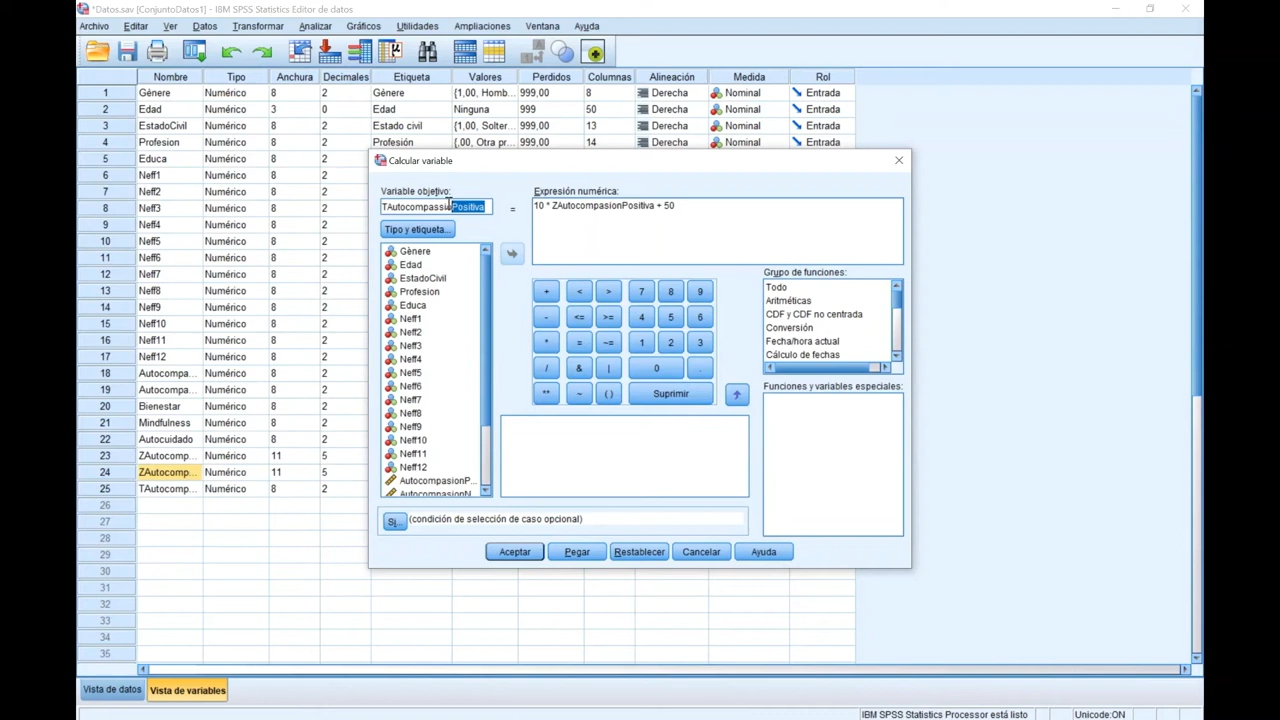 *Datos.sav [ConjuntoDatos1] - IBM SPSS Statistics Editor de datos
Archivo Editar Ver Datos Transformar Analizar Gráficos Utilidades Ampliaciones Ventana Ayuda
Nombre Tipo Anchura Decimales Etiqueta Valores Perdidos Columnas Alineación Medida Rol
1 Gènere Numérico 8 2 Gènere {1,00, Homb... 999,00 8 Derecha Nominal Entrada
2 Edad Numérico 3 0 Edad Ninguna 999 50 Derecha Nominal Entrada
3 EstadoCivil Numérico 8 2 Estado civil {1,00, Solter... 999,00 13 Derecha Nominal Entrada
4 Profesion Numérico 8 2 Profesión {,00, Otra pr... 999,00 14 Derecha Nominal Entrada
5 Educa Numérico 8 2
6 Neff1 Numérico 8 2
7 Neff2 Numérico 8 2
8 Neff3 Numérico 8 2
9 Neff4 Numérico 8 2
10 Neff5 Numérico 8 2
11 Neff6 Numérico 8 2
12 Neff7 Numérico 8 2
13 Neff8 Numérico 8 2
14 Neff9 Numérico 8 2
15 Neff10 Numérico 8 2
16 Neff11 Numérico 8 2
17 Neff12 Numérico 8 2
18 Autocompa... Numérico 8 2
19 Autocompa... Numérico 8 2
20 Bienestar Numérico 8 2
21 Mindfulness Numérico 8 2
22 Autocuidado Numérico 8 2
23 ZAutocomp... Numérico 11 5
24 ZAutocomp... Numérico 11 5
25 TAutocomp... Numérico 8 2
26
27
28
29
30
31
32
33
34
35
Calcular variable
Variable objetivo:
TAutocompassioPositiva
=
Tipo y etiqueta...
Expresión numérica:
10 * ZAutocompasionPositiva + 50
Gènere
Edad
EstadoCivil
Profesion
Educa
Neff1
Neff2
Neff3
Neff4
Neff5
Neff6
Neff7
Neff8
Neff9
Neff10
Neff11
Neff12
AutocompasionP...
AutocompasionN...
+ < > 7 8 9
- <= >= 4 5 6
* = ~= 1 2 3
/ & | 0 .
** ~ ( ) Suprimir
Grupo de funciones:
Todo
Aritméticas
CDF y CDF no centrada
Conversión
Fecha/hora actual
Cálculo de fechas
Funciones y variables especiales:
Si... (condición de selección de caso opcional)
Aceptar Pegar Restablecer Cancelar Ayuda
Vista de datos Vista de variables
IBM SPSS Statistics Processor está listo Unicode:ON